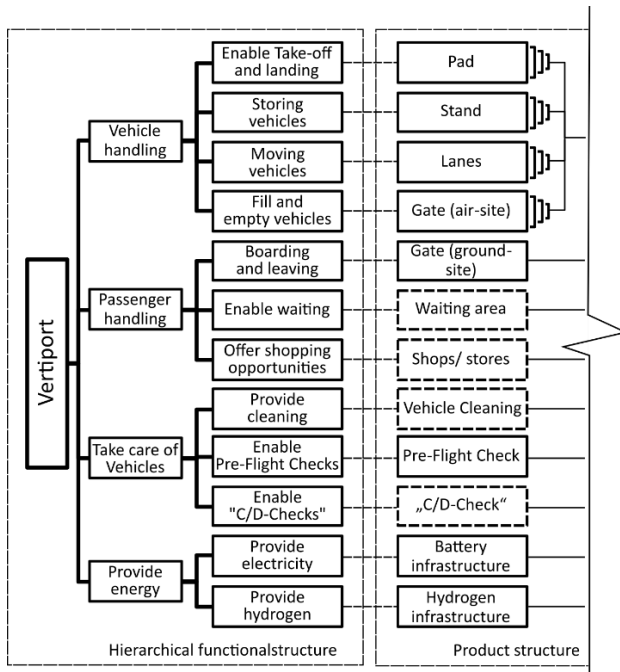 Vertiport
Vehicle
handling
Enable Take-off
and landing
Pad
Storing
vehicles
Stand
Moving
vehicles
Lanes
Fill and
empty vehicles
Gate (air-site)
Passenger
handling
Boarding
and leaving
Gate (ground-
site)
Enable waiting
Waiting area
Offer shopping
opportunities
Shops/ stores
Take care of
Vehicles
Provide
cleaning
Vehicle Cleaning
Enable
Pre-Flight Checks
Pre-Flight Check
Enable
"C/D-Checks"
„C/D-Check“
Provide
energy
Provide
electricity
Battery
infrastructure
Provide
hydrogen
Hydrogen
infrastructure
Hierarchical functionalstructure
Product structure